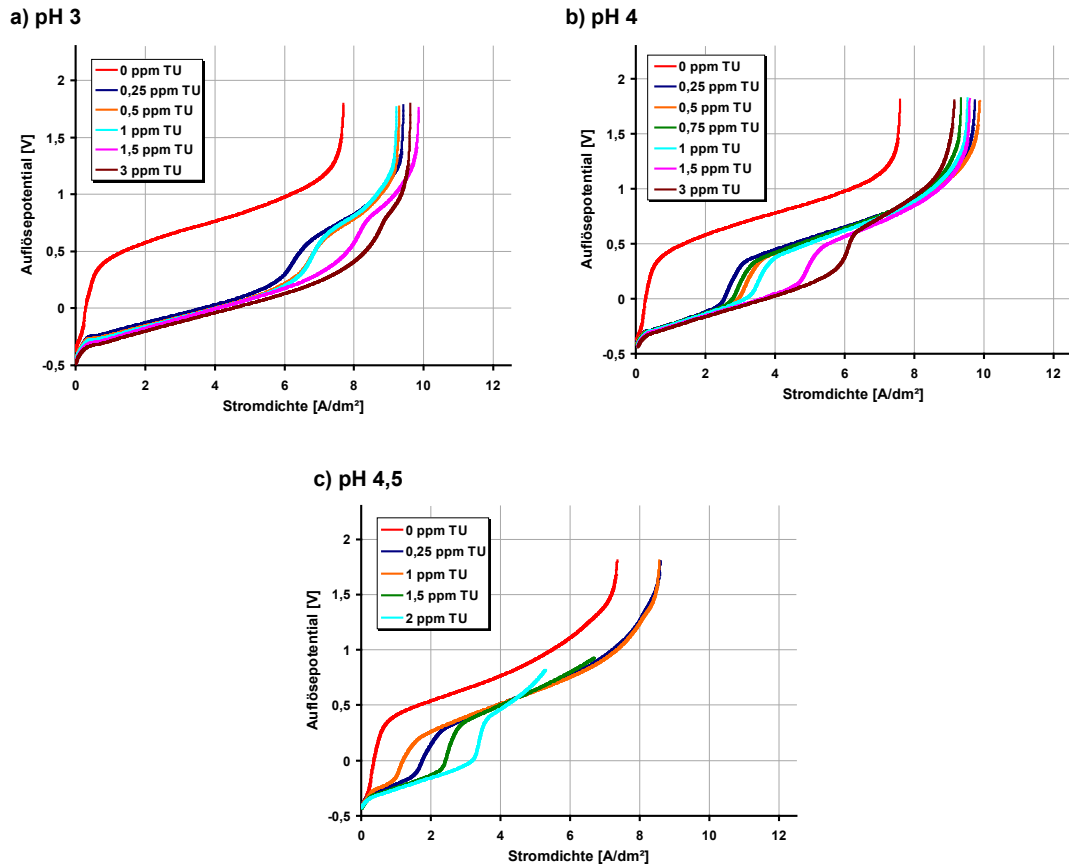 a) pH 3
Auflösepotential [V]
2
1,5
1
0,5
0
-0,5
0 ppm TU
0,25 ppm TU
0,5 ppm TU
1 ppm TU
1,5 ppm TU
3 ppm TU
0 2 4 6 8 10 12
Stromdichte [A/dm²]
b) pH 4
Auflösepotential [V]
2
1,5
1
0,5
0
-0,5
0 ppm TU
0,25 ppm TU
0,5 ppm TU
0,75 ppm TU
1 ppm TU
1,5 ppm TU
3 ppm TU
0 2 4 6 8 10 12
Stromdichte [A/dm²]
c) pH 4,5
Auflösepotential [V]
2
1,5
1
0,5
0
-0,5
0 ppm TU
0,25 ppm TU
1 ppm TU
1,5 ppm TU
2 ppm TU
0 2 4 6 8 10 12
Stromdichte [A/dm²]